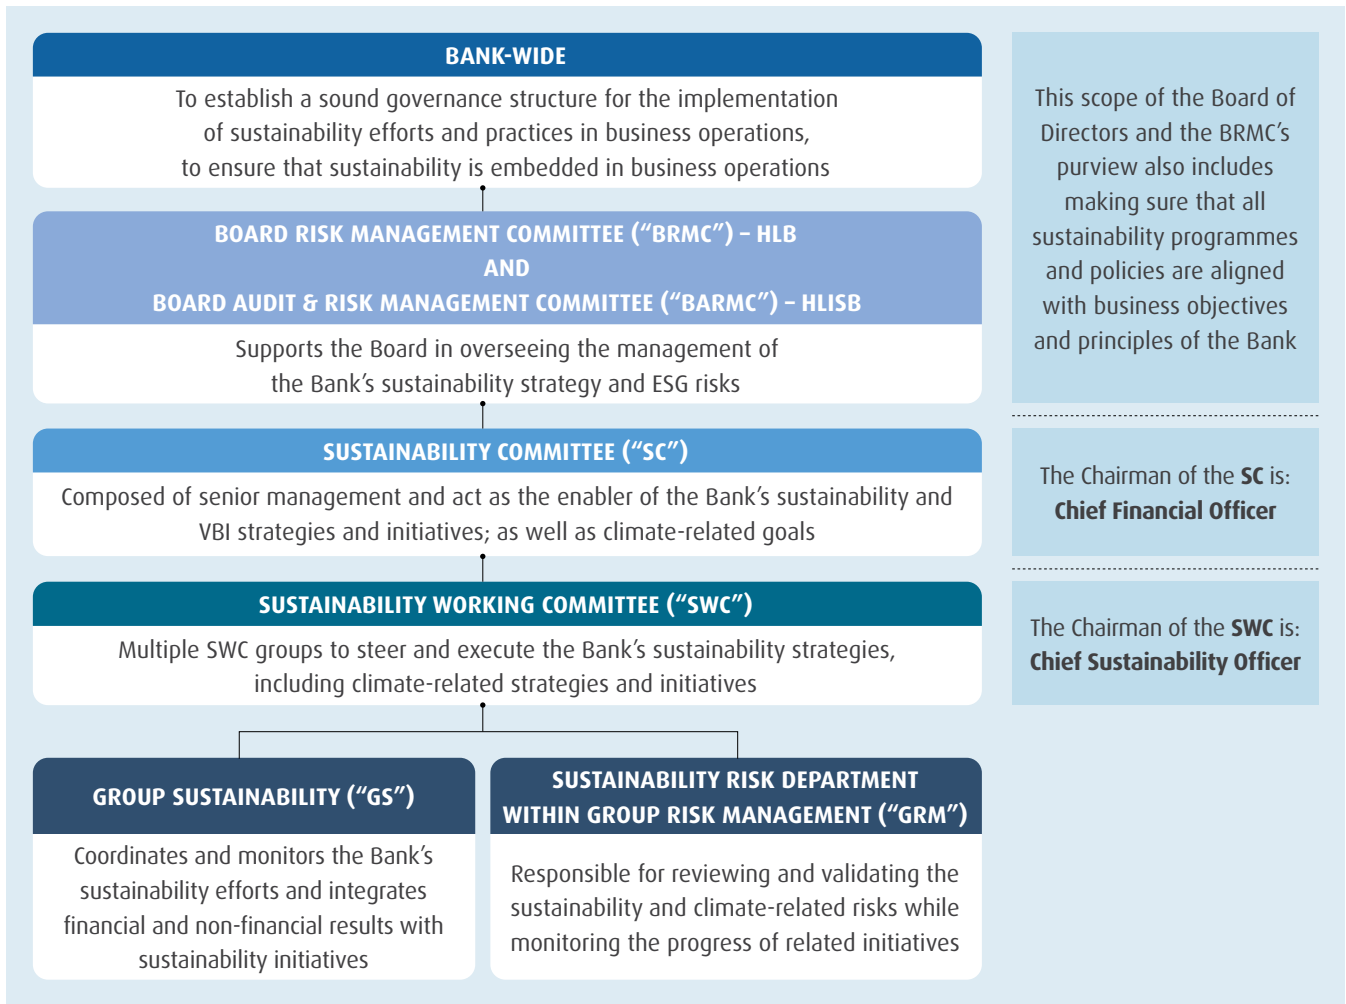 BANK-WIDE
To establish a sound governance structure for the implementation
of sustainability efforts and practices in business operations,
to ensure that sustainability is embedded in business operations
BOARD RISK MANAGEMENT COMMITTEE (“BRMC”) – HLB
AND
BOARD AUDIT & RISK MANAGEMENT COMMITTEE (“BARMC”) – HLISB
Supports the Board in overseeing the management of
the Bank’s sustainability strategy and ESG risks
This scope of the Board of
Directors and the BRMC’s
purview also includes
making sure that all
sustainability programmes
and policies are aligned
with business objectives
and principles of the Bank
SUSTAINABILITY COMMITTEE (“SC”)
Composed of senior management and act as the enabler of the Bank’s sustainability and
VBI strategies and initiatives; as well as climate-related goals
The Chairman of the SC is:
Chief Financial Officer
SUSTAINABILITY WORKING COMMITTEE (“SWC”)
Multiple SWC groups to steer and execute the Bank’s sustainability strategies,
including climate-related strategies and initiatives
The Chairman of the SWC is:
Chief Sustainability Officer
GROUP SUSTAINABILITY (“GS”)
Coordinates and monitors the Bank’s
sustainability efforts and integrates
financial and non-financial results with
sustainability initiatives
SUSTAINABILITY RISK DEPARTMENT
WITHIN GROUP RISK MANAGEMENT (“GRM”)
Responsible for reviewing and validating the
sustainability and climate-related risks while
monitoring the progress of related initiatives